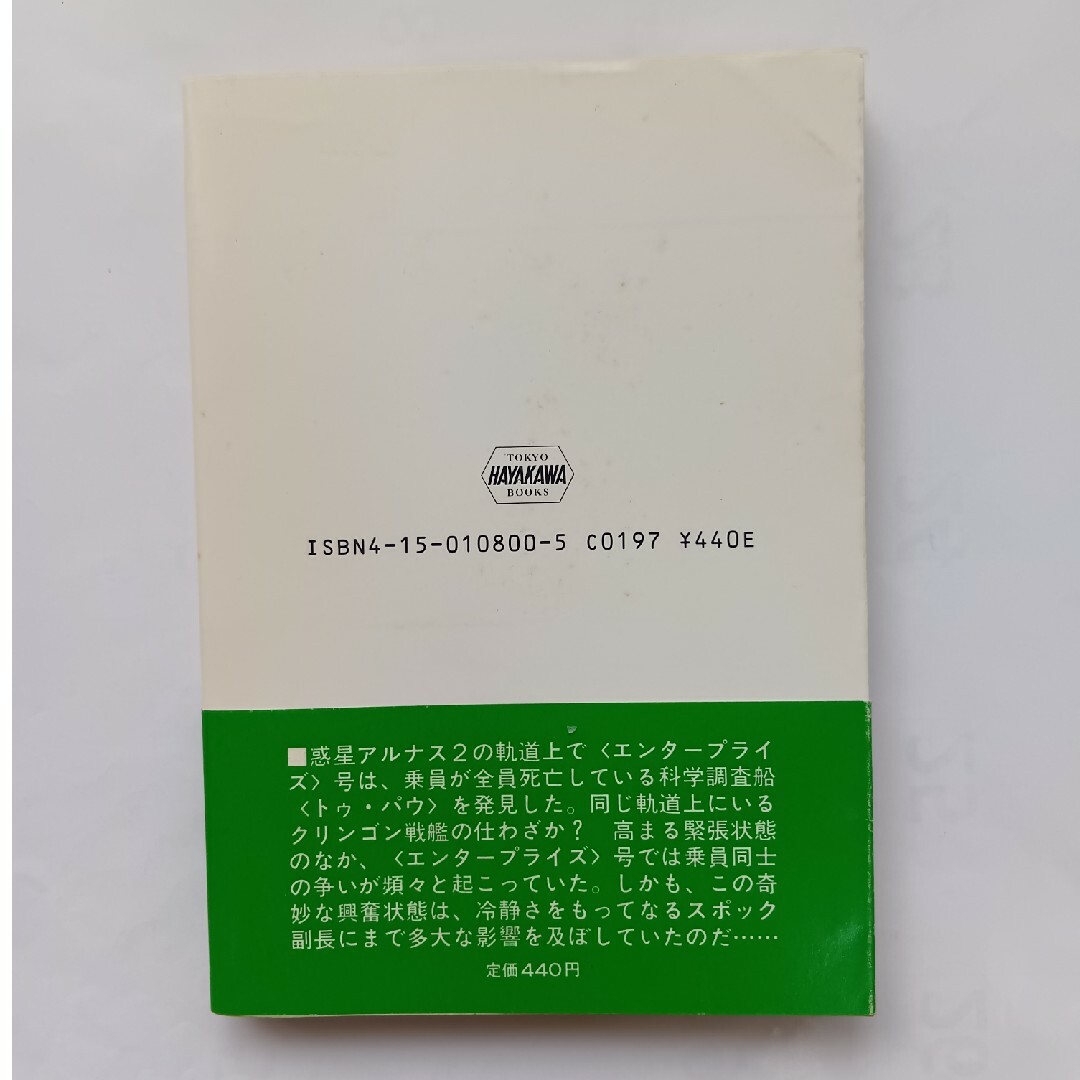 TOKYO
HAYAKAWA
BOOKS
ISBN4-15-010800-5 C0197 ¥440E
■惑星アルナス2の軌道上で〈エンタープライ
ズ〉号は、乗員が全員死亡している科学調査船
〈トゥ・パウ〉を発見した。同じ軌道上にいる
クリンゴン戦艦の仕わざか? 高まる緊張状態
のなか、〈エンタープライズ〉号では乗員同士
の争いが頻々と起こっていた。しかも、この奇
妙な興奮状態は、冷静さをもってなるスポック
副長にまで多大な影響を及ぼしていたのだ……
定価440円